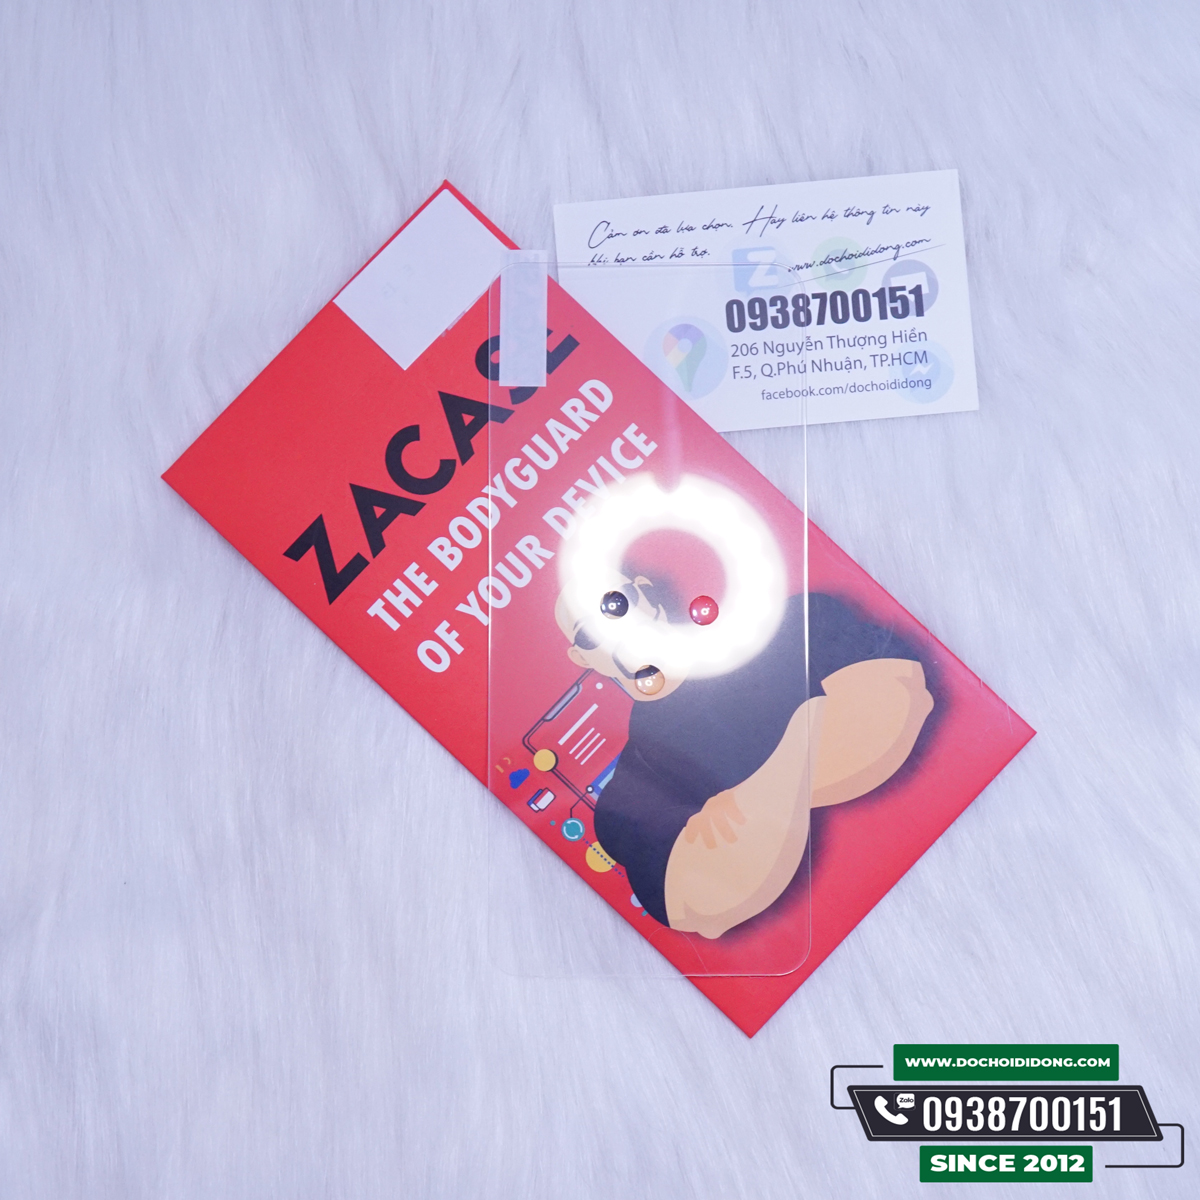 Cảm ơn đã lựa chọn. Hãy liên hệ thông tin này
khi bạn cần hỗ trợ.
www.dochoididong.com
0938700151
206 Nguyễn Thượng Hiền
F.5, Q.Phú Nhuận, TP.HCM
facebook.com/dochoididong
ZACASE
THE BODYGUARD
OF YOUR DEVICE
WWW.DOCHOIDIDONG.COM
Zalo
0938700151
SINCE 2012